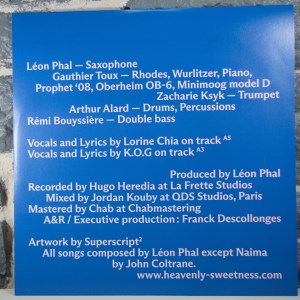 Léon Phal — Saxophone
Gauthier Toux — Rhodes, Wurlitzer, Piano,
Prophet '08, Oberheim OB-6, Minimoog model D
Zacharie Ksyk — Trumpet
Arthur Alard — Drums, Percussions
Rémi Bouyssière — Double bass
Vocals and Lyrics by Lorine Chia on track A5
Vocals and Lyrics by K.O.G on track A3
Produced by Léon Phal
Recorded by Hugo Heredia at La Frette Studios
Mixed by Jordan Kouby at QDS Studios, Paris
Mastered by Chab at Chabmastering
A&R / Executive production : Franck Descollonges
Artwork by Superscript²
All songs composed by Léon Phal except Naima
by John Coltrane.
www.heavenly-sweetness.com